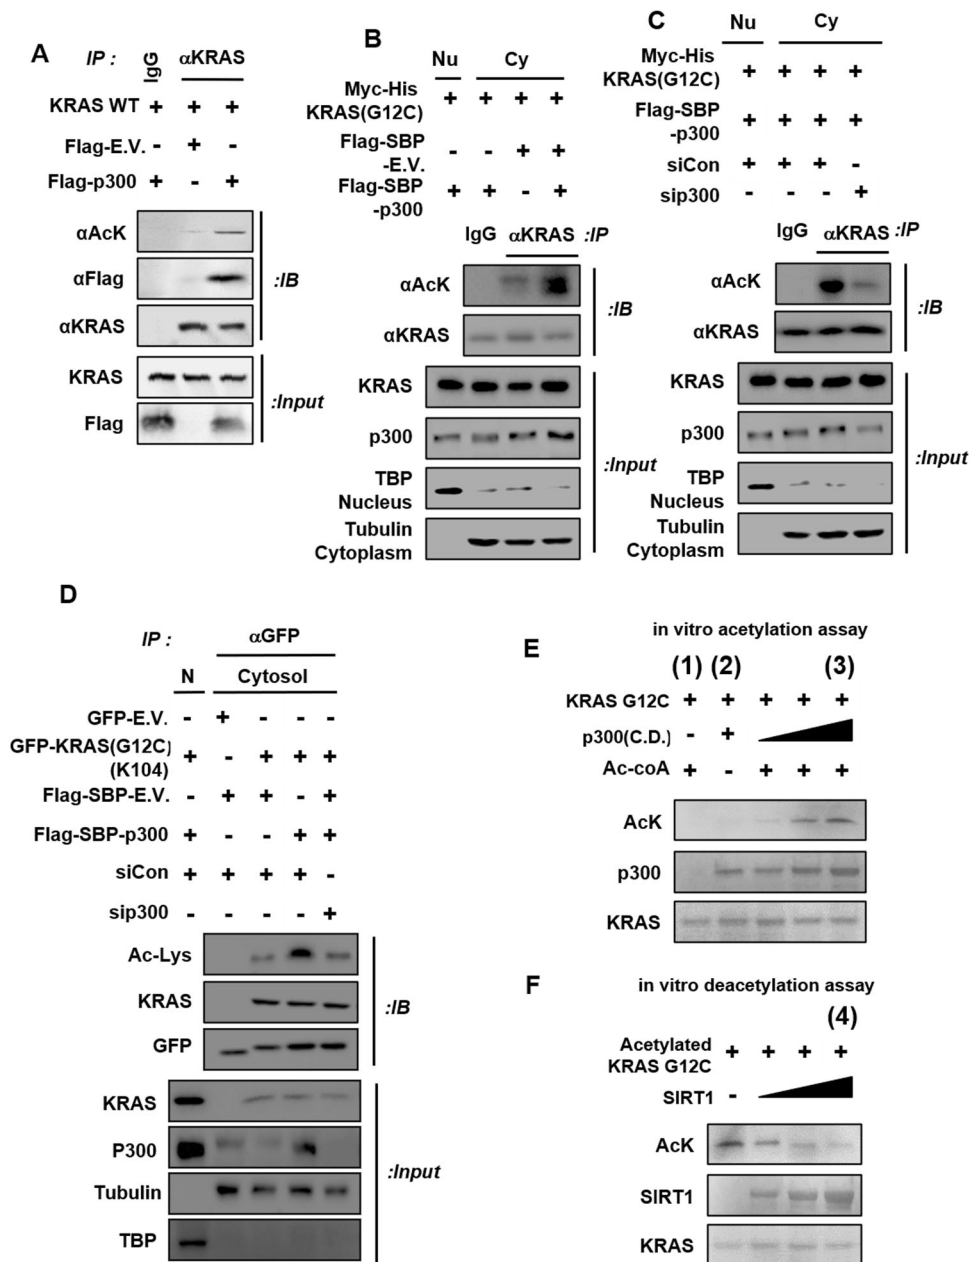 A
IP :
IgG
αKRAS
KRAS WT + + +
Flag-E.V. + -
Flag-p300 + - +
αAcK
αFlag
αKRAS
:IB
KRAS
Flag
:Input
B
Nu Cy
Myc-His
KRAS(G12C)
+ + + +
Flag-SBP
-E.V.
- - + +
Flag-SBP
-p300
+ + - +
IgG αKRAS :IP
αAcK
αKRAS
:IB
KRAS
p300
TBP
Nucleus
Tubulin
Cytoplasm
:Input
C
Nu Cy
Myc-His
KRAS(G12C)
+ + + +
Flag-SBP
-p300
+ + + +
siCon + + + -
sip300 - - - +
IgG αKRAS :IP
αAcK
αKRAS
:IB
KRAS
p300
TBP
Nucleus
Tubulin
Cytoplasm
:Input
D
IP : αGFP
N Cytosol
GFP-E.V. - + - - -
GFP-KRAS(G12C)
(K104)
+ - + + +
Flag-SBP-E.V. - + + - +
Flag-SBP-p300 + - - + +
siCon + + + + -
sip300 - - - - +
Ac-Lys
KRAS
GFP
:IB
KRAS
P300
Tubulin
TBP
:Input
E
in vitro acetylation assay
(1) (2) (3)
KRAS G12C + + + + +
p300(C.D.) - +
Ac-coA + - + + +
AcK
p300
KRAS
F
in vitro deacetylation assay
(4)
Acetylated
KRAS G12C
+ + + +
SIRT1 -
AcK
SIRT1
KRAS